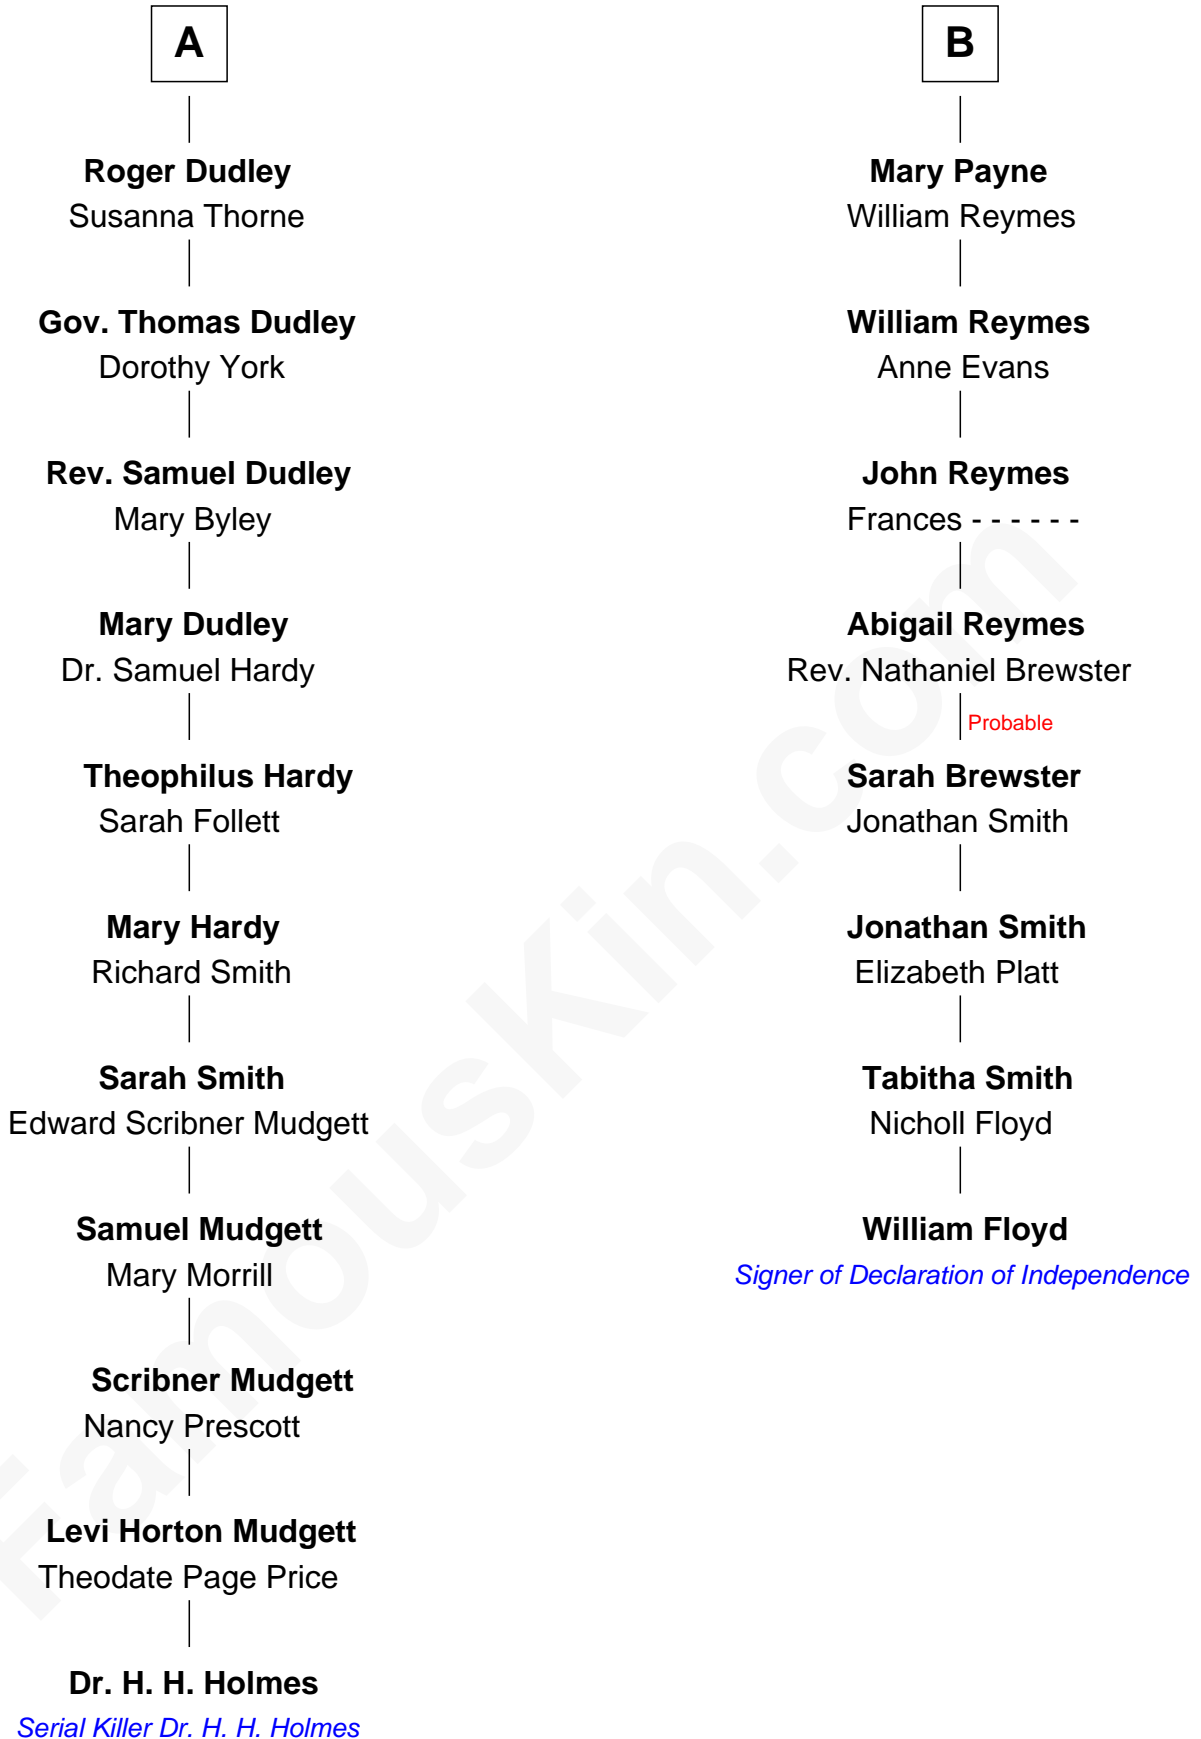 A
Roger Dudley
Susanna Thorne
Gov. Thomas Dudley
Dorothy York
Rev. Samuel Dudley
Mary Byley
Mary Dudley
Dr. Samuel Hardy
Theophilus Hardy
Sarah Follett
Mary Hardy
Richard Smith
Sarah Smith
Edward Scribner Mudgett
Samuel Mudgett
Mary Morrill
Scribner Mudgett
Nancy Prescott
Levi Horton Mudgett
Theodate Page Price
Dr. H. H. Holmes
Serial Killer Dr. H. H. Holmes
B
Mary Payne
William Reymes
William Reymes
Anne Evans
John Reymes
Frances - - - - - -
Abigail Reymes
Rev. Nathaniel Brewster
Probable
Sarah Brewster
Jonathan Smith
Jonathan Smith
Elizabeth Platt
Tabitha Smith
Nicholl Floyd
William Floyd
Signer of Declaration of Independence
FamousKin.com